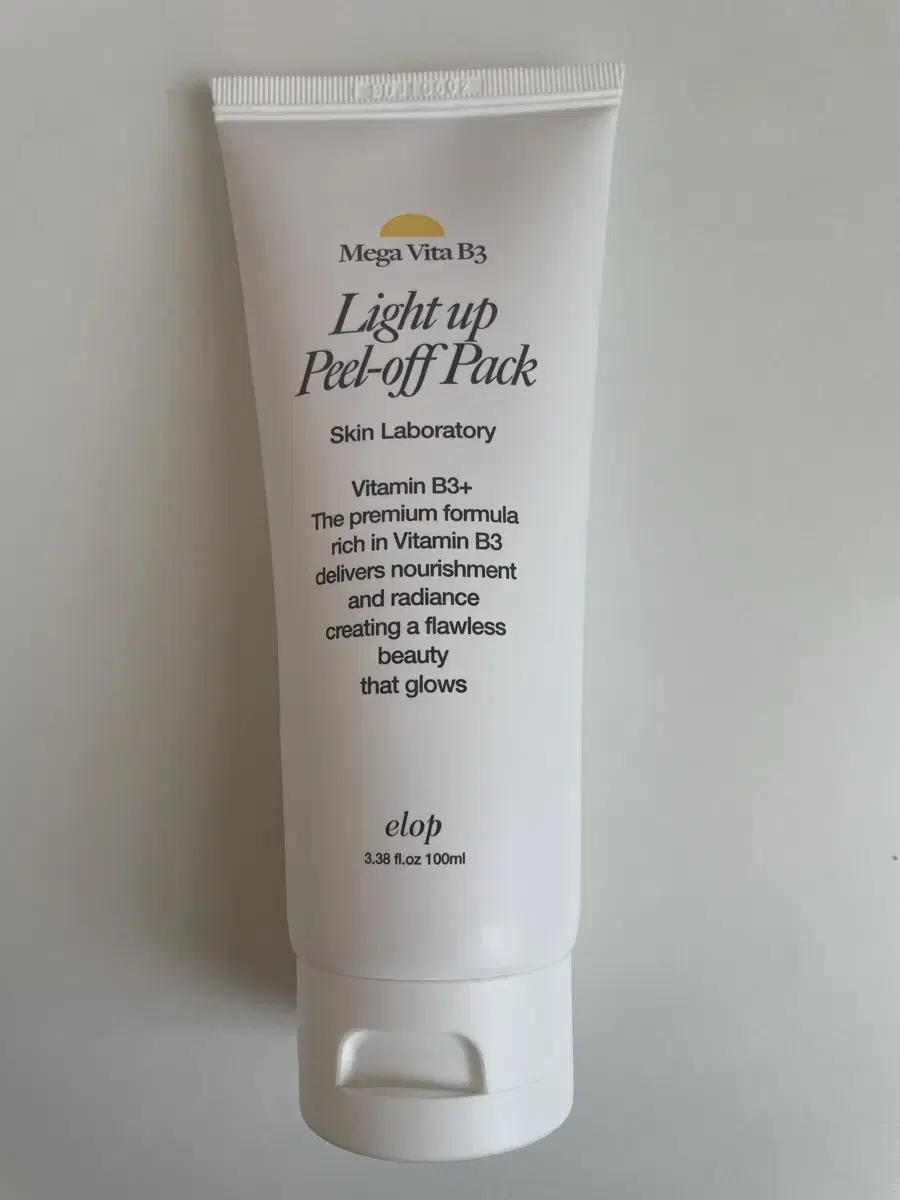 Mega Vita B3
Light up
Peel-off Pack
Skin Laboratory
Vitamin B3+
The premium formula
rich in Vitamin B3
delivers nourishment
and radiance
creating a flawless
beauty
that glows
elop
3.38 fl.oz 100ml